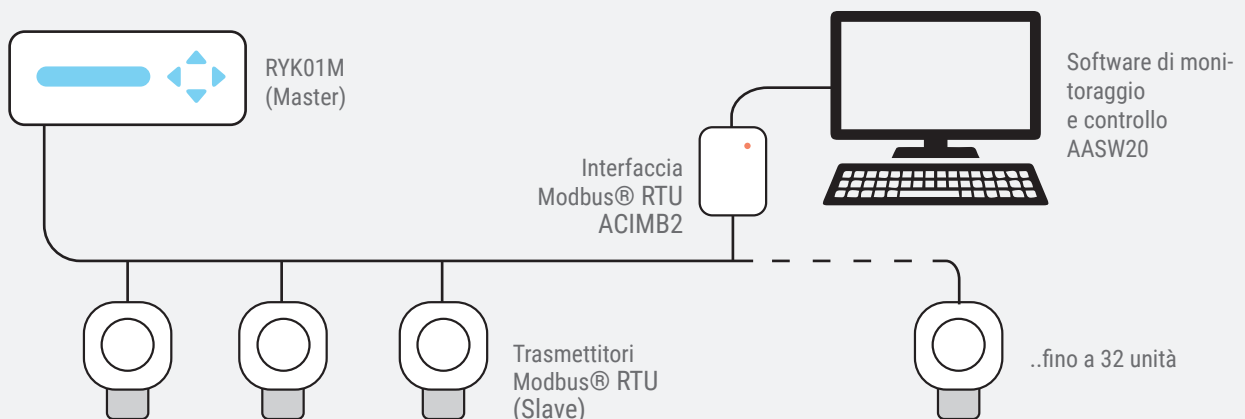 RYK01M
(Master)
Software di moni-
toraggio
e controllo
AASW20
Interfaccia
Modbus® RTU
ACIMB2
Trasmettitori
Modbus® RTU
(Slave)
..fino a 32 unità